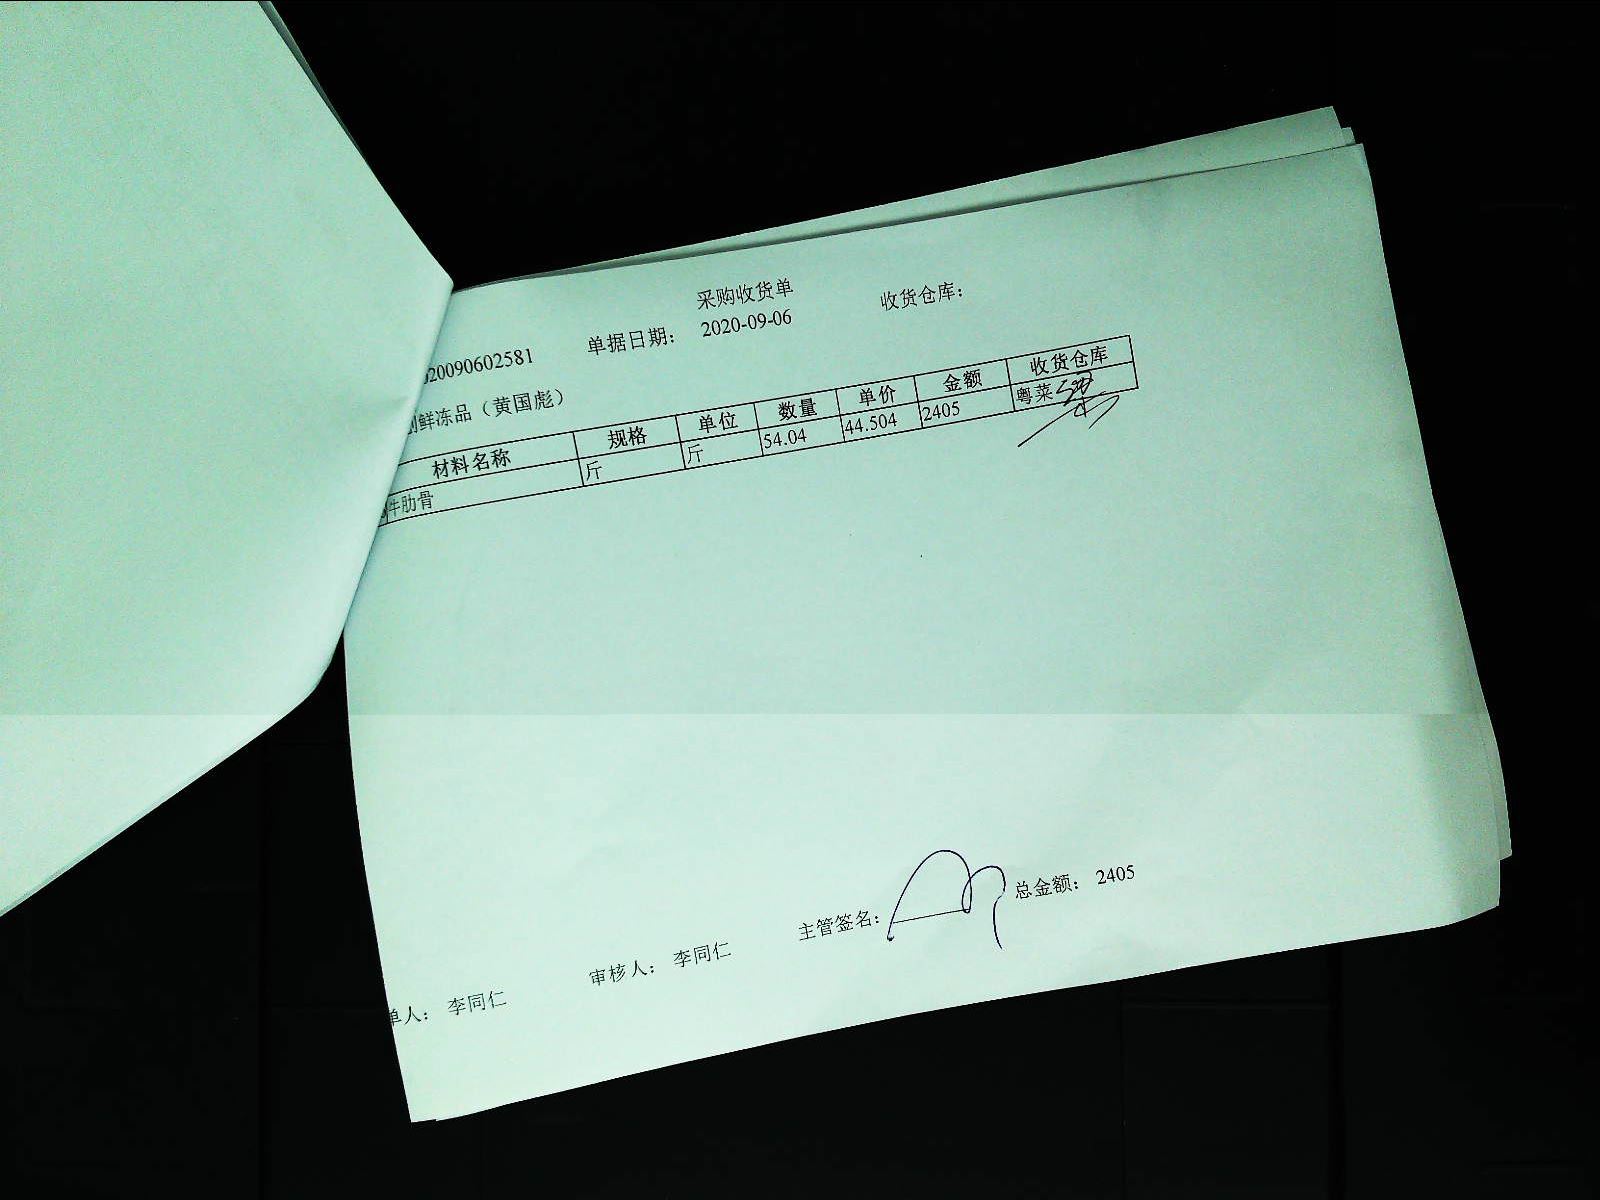 采购收货单
20090602581 单据日期： 2020-09-06 收货仓库：
鲜冻品（黄国彪）
材料名称 规格 单位 数量 单价 金额 收货仓库
牛肋骨 斤 斤 54.04 44.504 2405 粤菜
主管签名： 总金额： 2405
单人： 李同仁 审核人： 李同仁